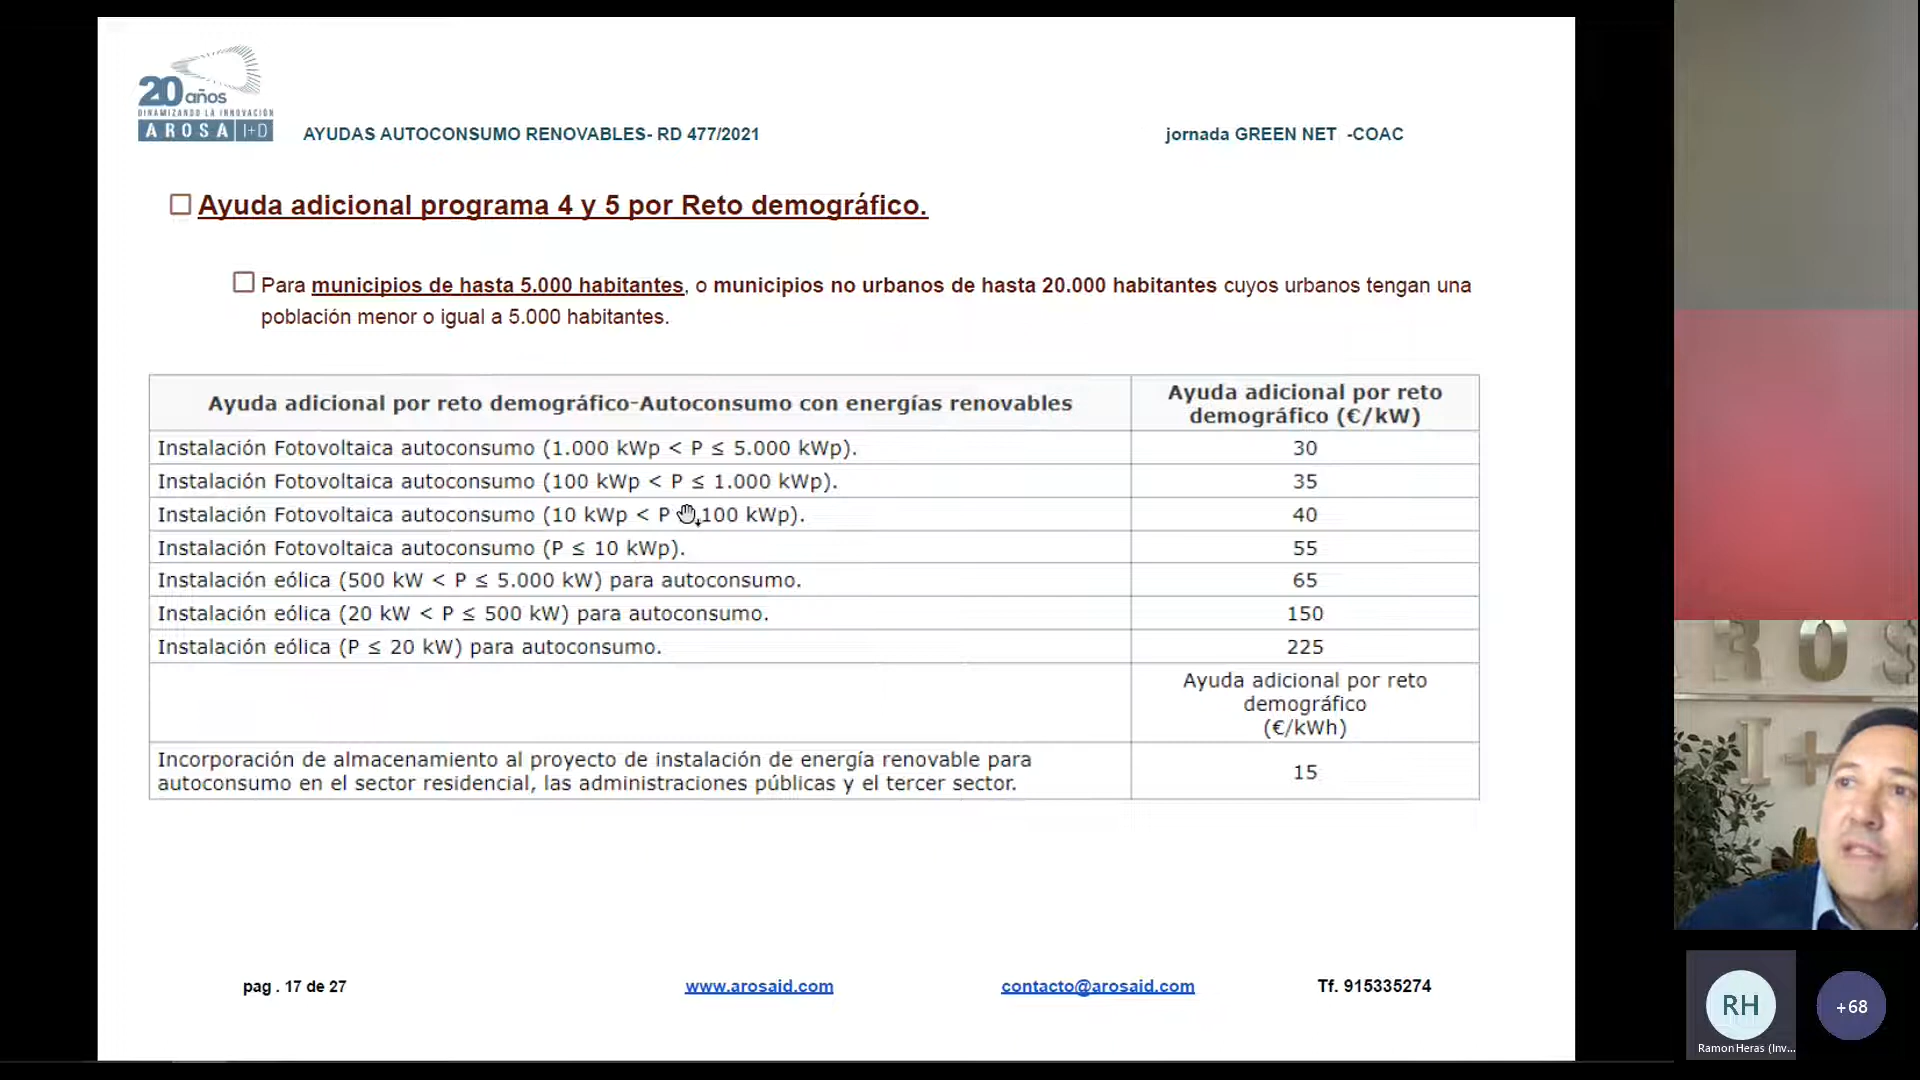 20 años
DINAMIZANDO LA INNOVACIÓN
AROSA I+D
AYUDAS AUTOCONSUMO RENOVABLES- RD 477/2021
jornada GREEN NET -COAC
Ayuda adicional programa 4 y 5 por Reto demográfico.
Para municipios de hasta 5.000 habitantes, o municipios no urbanos de hasta 20.000 habitantes cuyos urbanos tengan una
población menor o igual a 5.000 habitantes.
Ayuda adicional por reto demográfico-Autoconsumo con energías renovables
Ayuda adicional por reto
demográfico (€/kW)
Instalación Fotovoltaica autoconsumo (1.000 kWp < P ≤ 5.000 kWp).
30
Instalación Fotovoltaica autoconsumo (100 kWp < P ≤ 1.000 kWp).
35
Instalación Fotovoltaica autoconsumo (10 kWp < P 100 kWp).
40
Instalación Fotovoltaica autoconsumo (P ≤ 10 kWp).
55
Instalación eólica (500 kW < P ≤ 5.000 kW) para autoconsumo.
65
Instalación eólica (20 kW < P ≤ 500 kW) para autoconsumo.
150
Instalación eólica (P ≤ 20 kW) para autoconsumo.
225
Ayuda adicional por reto
demográfico
(€/kWh)
Incorporación de almacenamiento al proyecto de instalación de energía renovable para
autoconsumo en el sector residencial, las administraciones públicas y el tercer sector.
15
pag . 17 de 27
www.arosaid.com
contacto@arosaid.com
Tf. 915335274
ROS
I+
RH
+68
Ramon Heras (Inv...